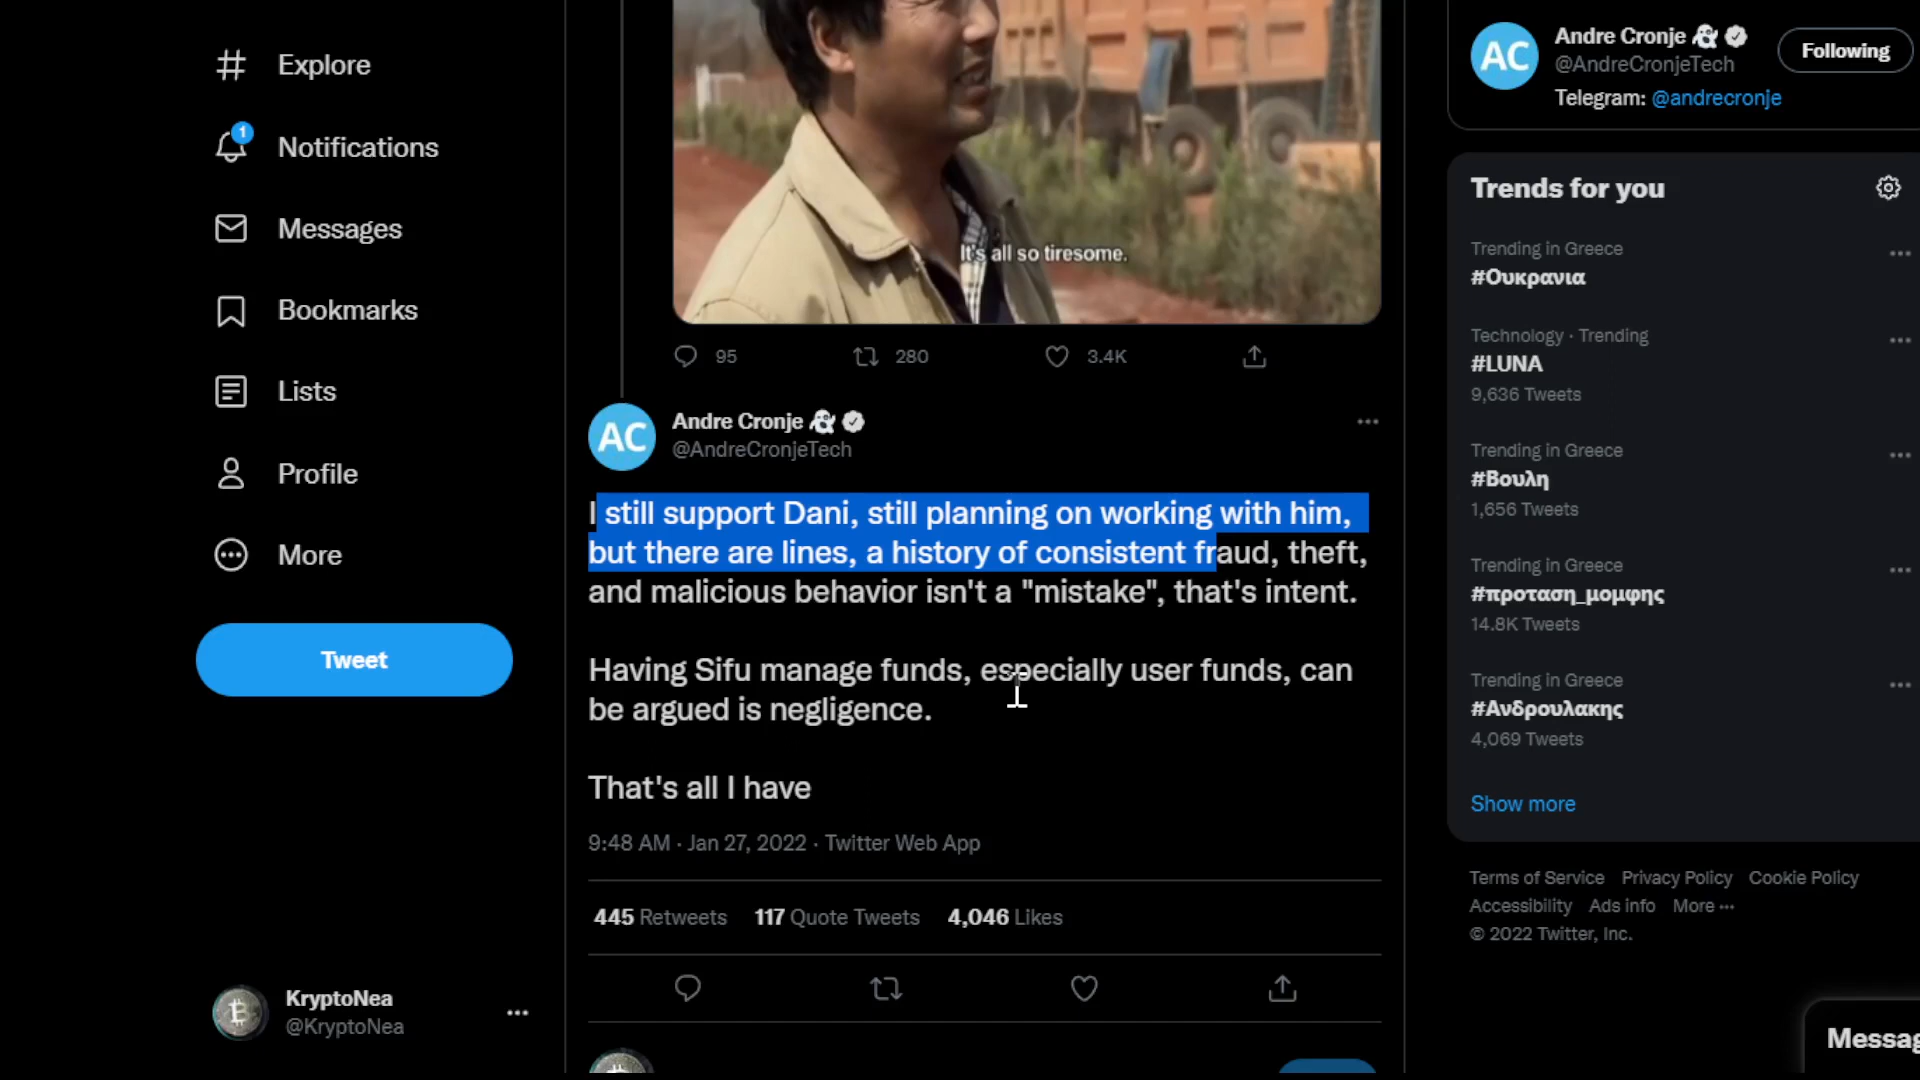 Explore
1
Notifications
Messages
Bookmarks
Lists
Profile
More
Tweet
KryptoNea
@KryptoNea
It's all so tiresome.
95
280
3.4K
AC
Andre Cronje
@AndreCronjeTech
I still support Dani, still planning on working with him,
but there are lines, a history of consistent fraud, theft,
and malicious behavior isn't a "mistake", that's intent.
Having Sifu manage funds, especially user funds, can
be argued is negligence.
That's all I have
9:48 AM · Jan 27, 2022 · Twitter Web App
445 Retweets 117 Quote Tweets 4,046 Likes
AC
Andre Cronje
@AndreCronjeTech
Following
Telegram: @andrecronje
Trends for you
Trending in Greece
#Ουκρανια
Technology · Trending
#LUNA
9,636 Tweets
Trending in Greece
#Βουλη
1,656 Tweets
Trending in Greece
#προταση_μομφης
14.8K Tweets
Trending in Greece
#Ανδρουλακης
4,069 Tweets
Show more
Terms of Service Privacy Policy Cookie Policy
Accessibility Ads info More ···
© 2022 Twitter, Inc.
Messag